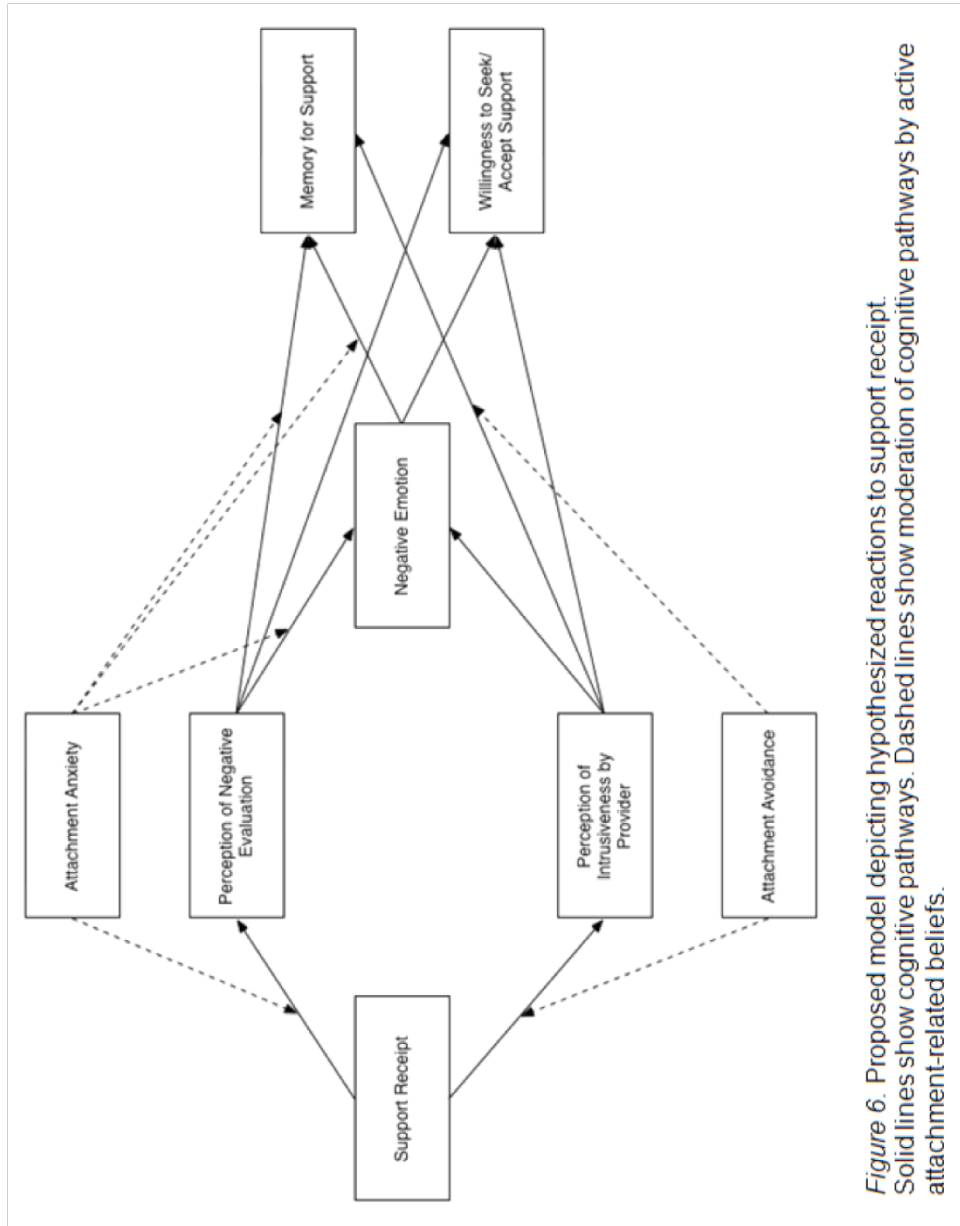 Attachment Anxiety
Memory for Support
Perception of Negative
Evaluation
Support Receipt
Negative Emotion
Willingness to Seek/
Accept Support
Perception of
Intrusiveness by
Provider
Attachment Avoidance
Figure 6. Proposed model depicting hypothesized reactions to support receipt.
Solid lines show cognitive pathways. Dashed lines show moderation of cognitive pathways by active
attachment-related beliefs.